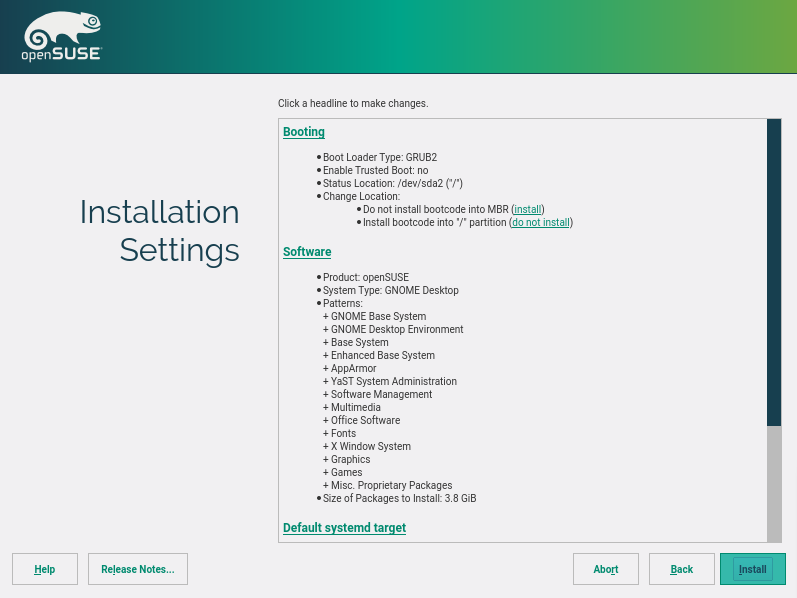 openSUSE
Click a headline to make changes.
Installation
Settings
Booting
• Boot Loader Type: GRUB2
• Enable Trusted Boot: no
• Status Location: /dev/sda2 ("/")
• Change Location:
• Do not install bootcode into MBR (install)
• Install bootcode into "/" partition (do not install)
Software
• Product: openSUSE
• System Type: GNOME Desktop
• Patterns:
+ GNOME Base System
+ GNOME Desktop Environment
+ Base System
+ Enhanced Base System
+ AppArmor
+ YaST System Administration
+ Software Management
+ Multimedia
+ Office Software
+ Fonts
+ X Window System
+ Graphics
+ Games
+ Misc. Proprietary Packages
• Size of Packages to Install: 3.8 GiB
Default systemd target
Help Release Notes... Abort Back Install